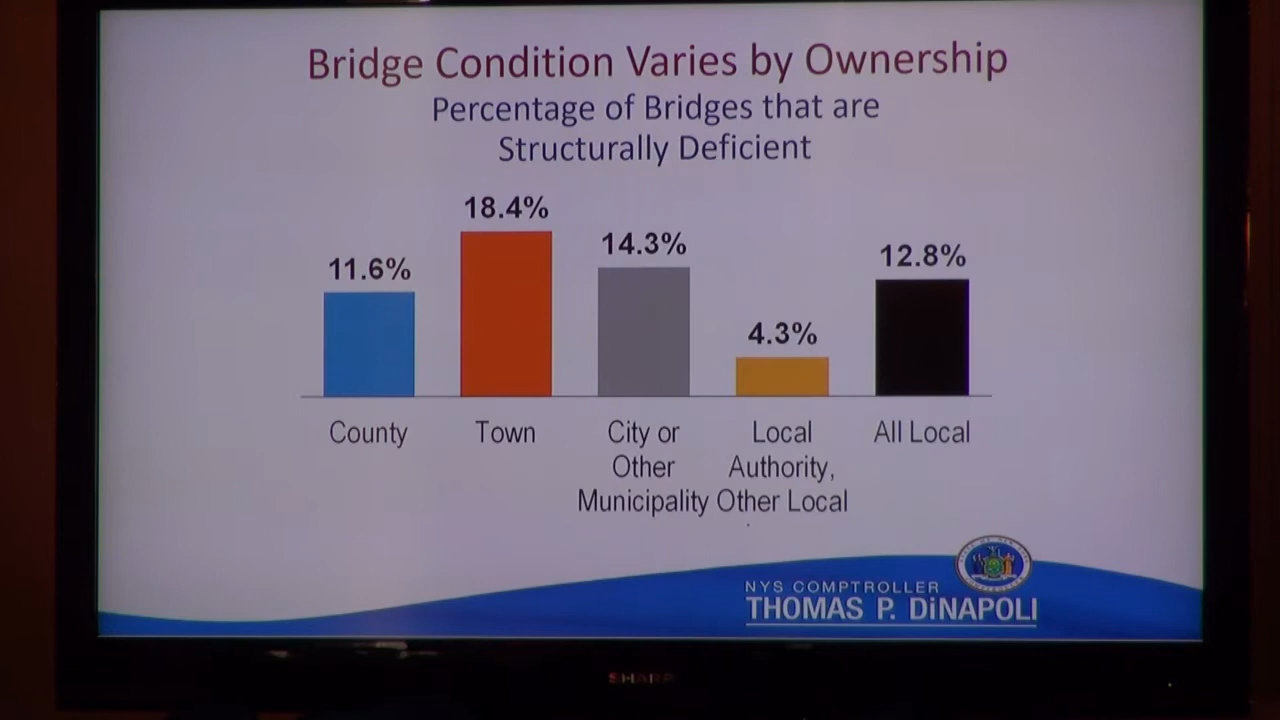 Bridge Condition Varies by Ownership
Percentage of Bridges that are
Structurally Deficient
11.6%
18.4%
14.3%
4.3%
12.8%
County
Town
City or
Other
Municipality
Local
Authority,
Other Local
All Local
NYS COMPTROLLER
THOMAS P. DiNAPOLI
SHARP